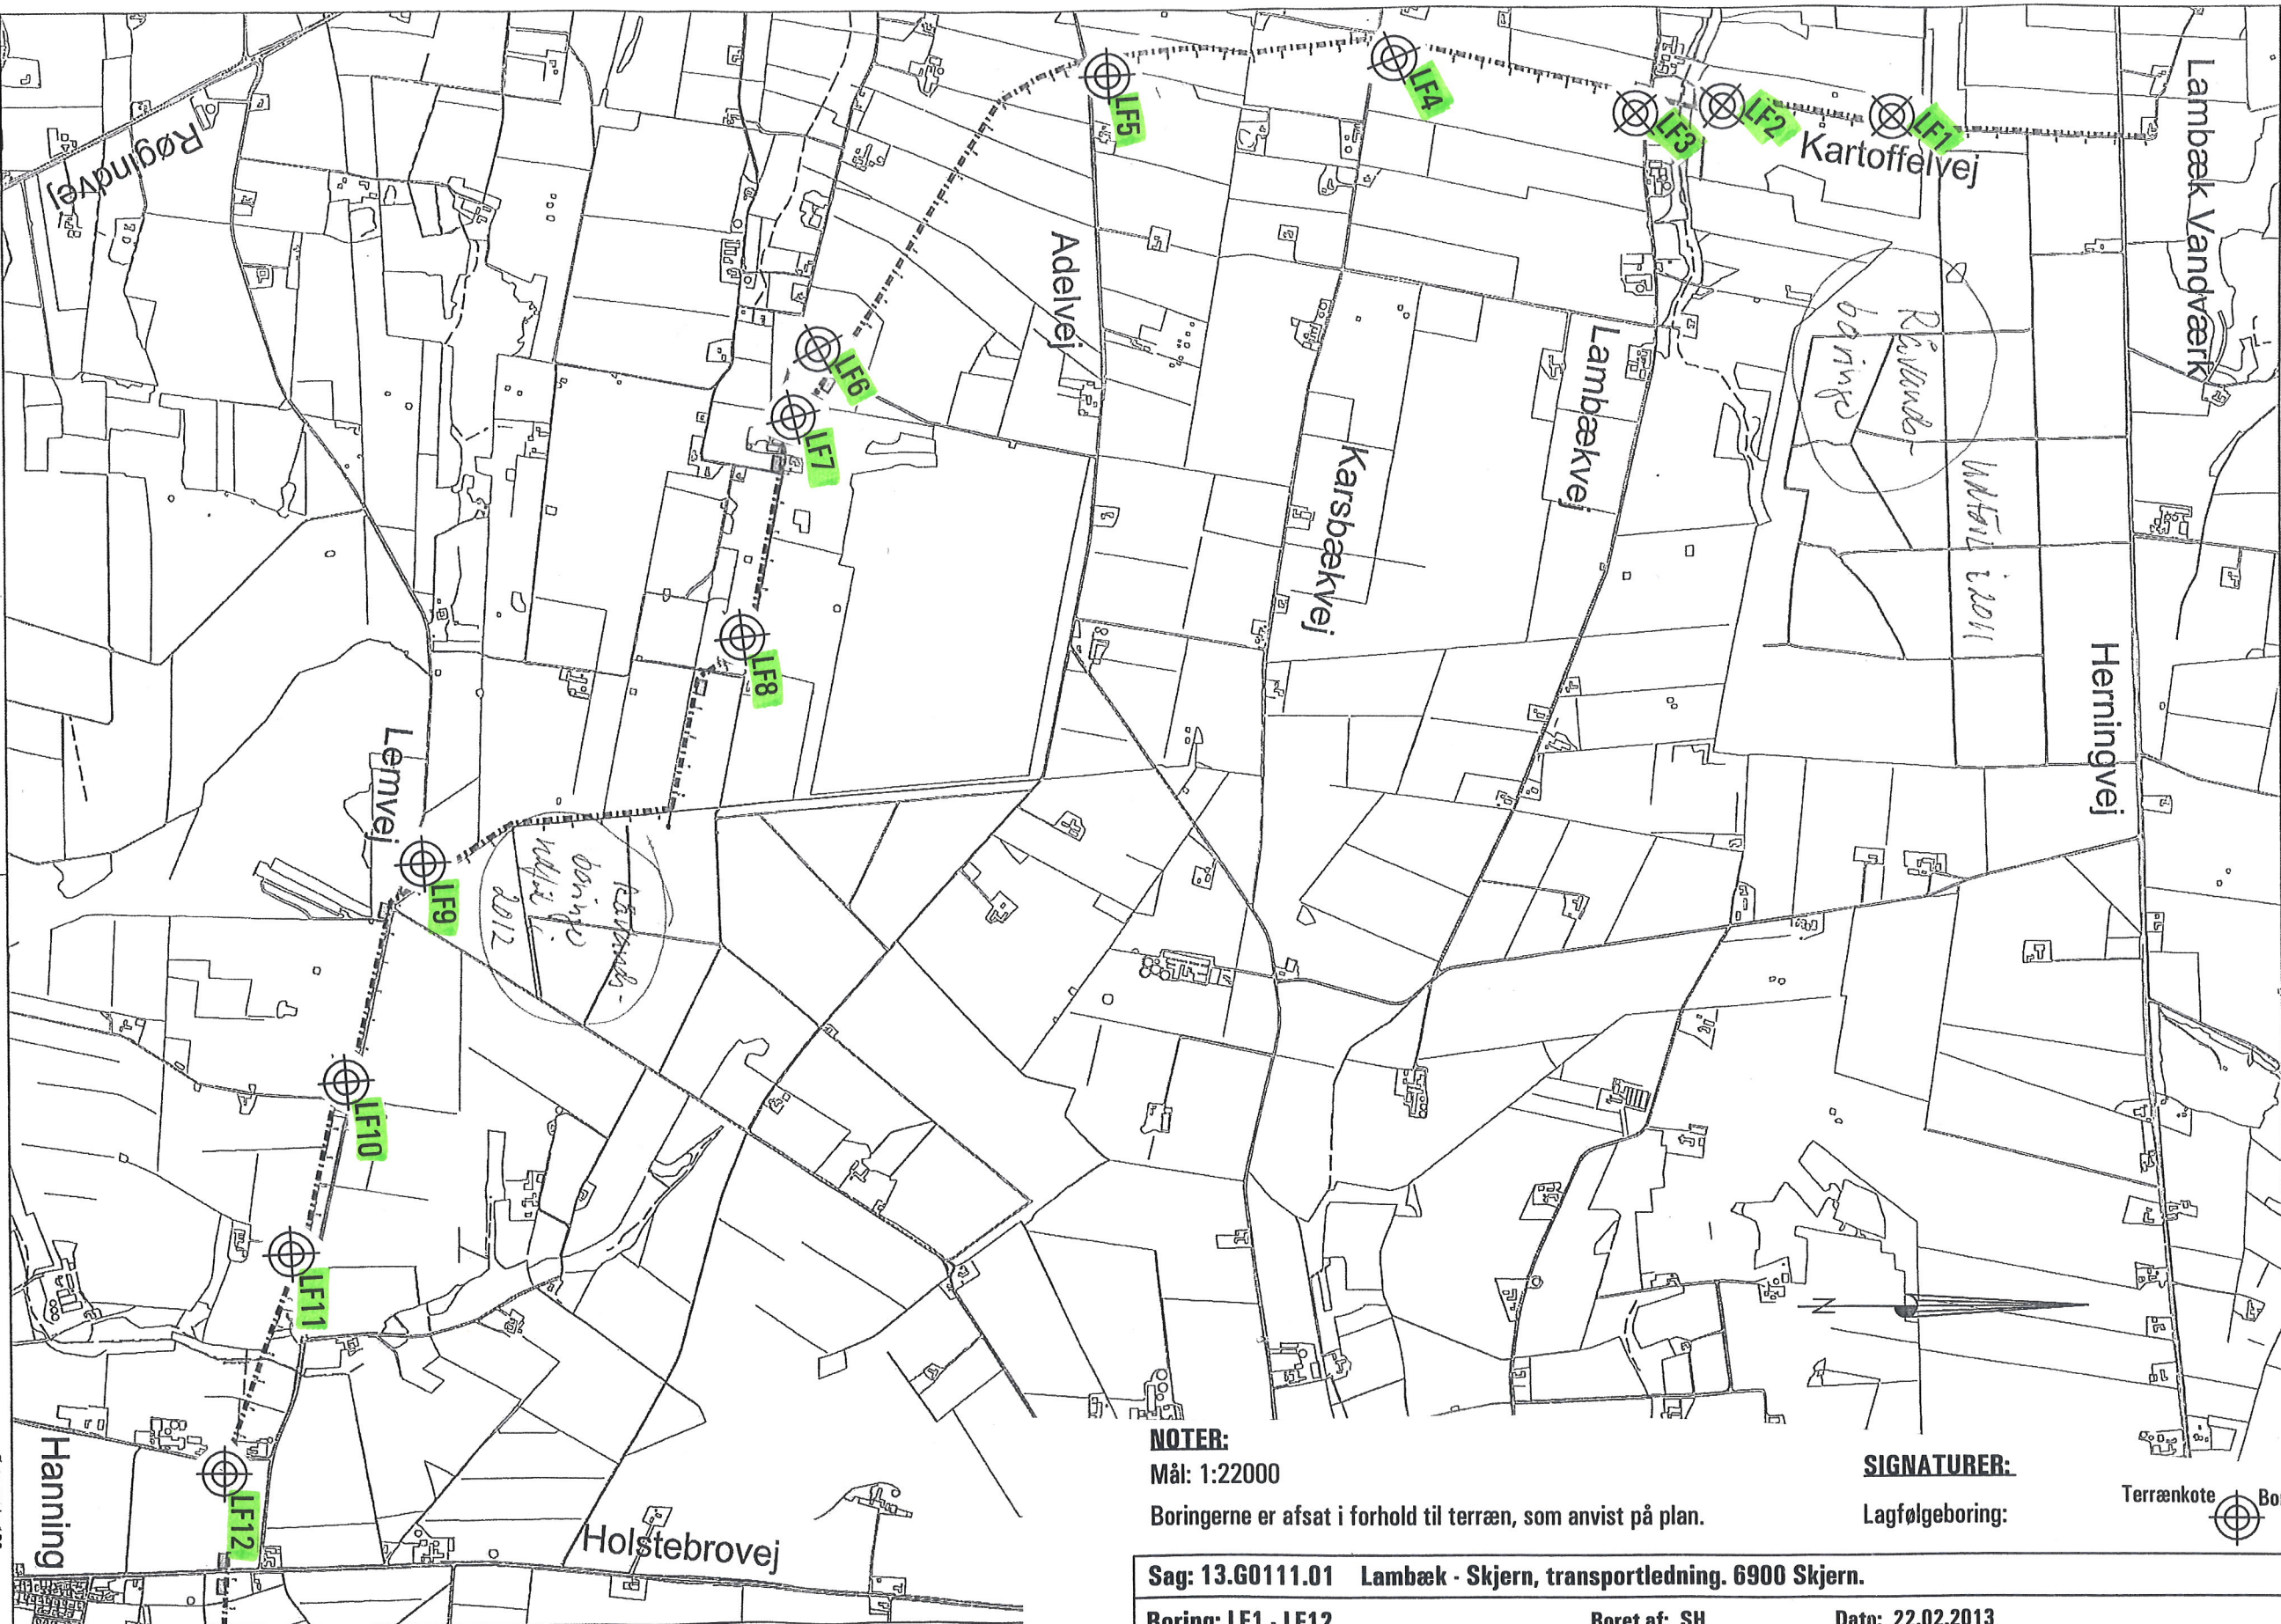 Lambæk Vandværk
Røgindvej
LF5
LF4
LF3
LF2
LF1
Kartoffelvej
Adelvej
Karsbækvej
Lambækvej
Herningvej
udført i 2011
LF6
LF7
LF8
Lemvej
LF9
2012
LF10
LF11
LF12
Hanning
Holstebrovej
N
NOTER:
Mål: 1:22000
Boringerne er afsat i forhold til terræn, som anvist på plan.
SIGNATURER:
Lagfølgeboring:
Terrænkote
Sag: 13.G0111.01 Lambæk - Skjern, transportledning. 6900 Skjern.
Boring: LF1 - LF12 Boret af: SH Dato: 22.02.2013